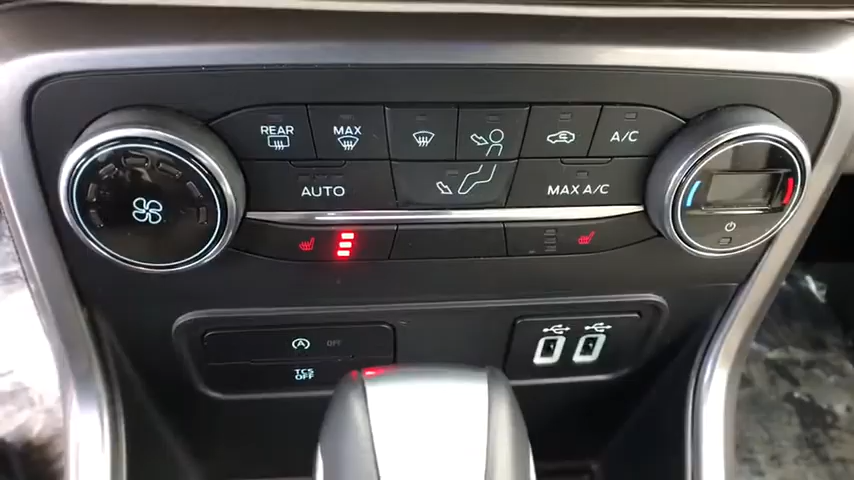 REAR
MAX
A/C
AUTO
MAX A/C
A OFF
TCS
OFF